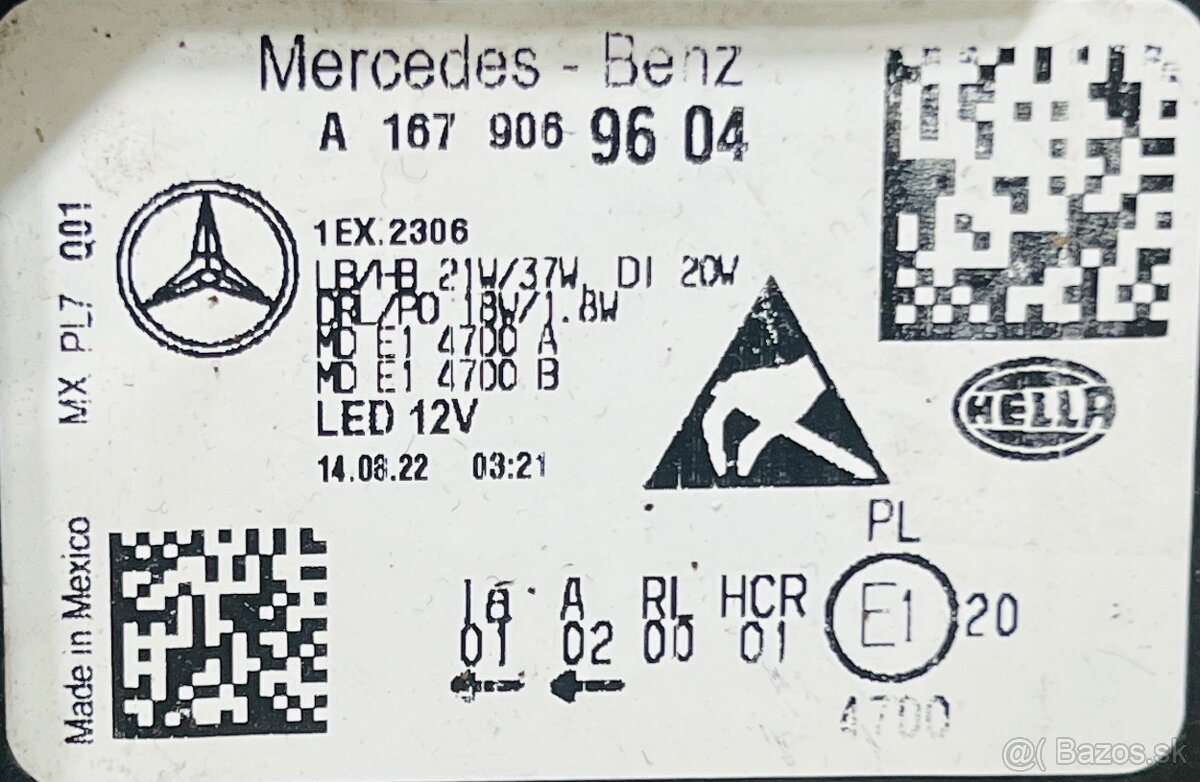 Mercedes - Benz
A 167 906 96 04
MX PL7 Q01
1EX.2306
LB/HB 21W/37W, DI 20W
DRL/PO 18W/1.8W
MD E1 4700 A
MD E1 4700 B
LED 12V
14.08.22 03:21
HELLA
Made in Mexico
PL
A RL HCR
01 02 00 01
E1 20
4700
@( Bazos.sk